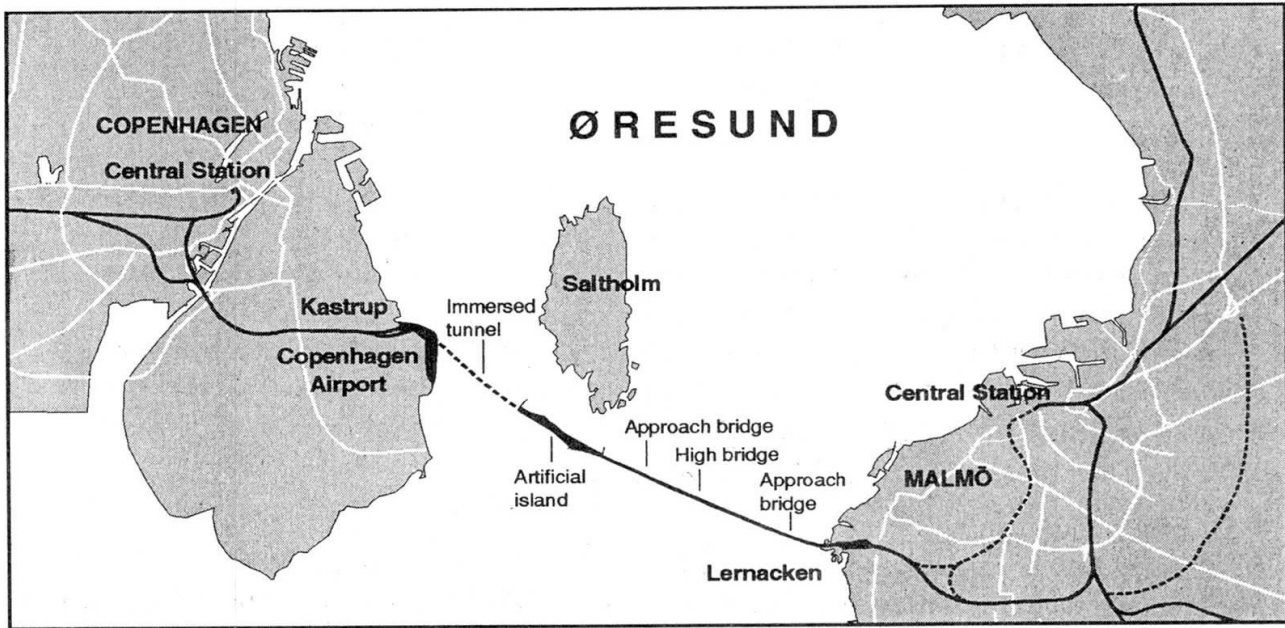 ØRESUND
COPENHAGEN
Central Station
Saltholm
Kastrup
Immersed
tunnel
Copenhagen
Airport
Central Station
Approach bridge
High bridge
Artificial
island
Approach
bridge
MALMÖ
Lernacken